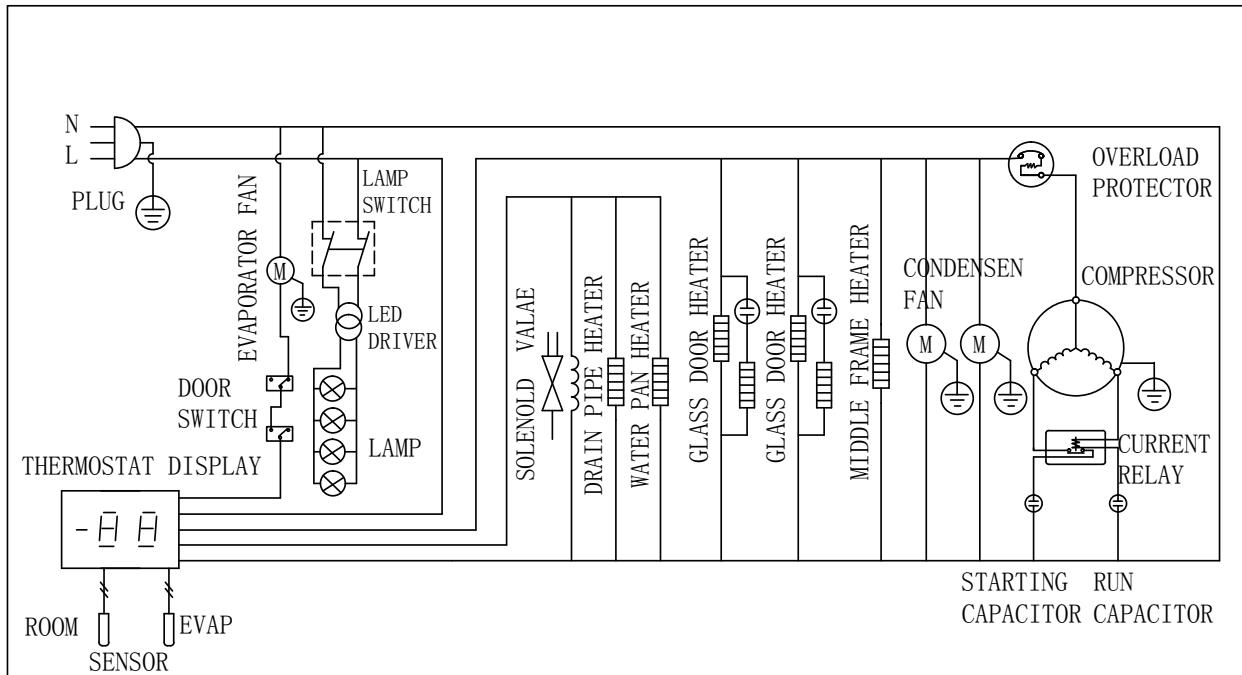 N
L
PLUG
EVAPORATOR FAN
M
LAMP
SWITCH
LED
DRIVER
DOOR
SWITCH
LAMP
THERMOSTAT DISPLAY
-88
ROOM
EVAP
SENSOR
SOLENOLD VALAE
DRAIN PIPE HEATER
WATER PAN HEATER
GLASS DOOR HEATER
GLASS DOOR HEATER
MIDDLE FRAME HEATER
CONDENSEN
FAN
M
M
OVERLOAD
PROTECTOR
COMPRESSOR
CURRENT
RELAY
STARTING
CAPACITOR
RUN
CAPACITOR